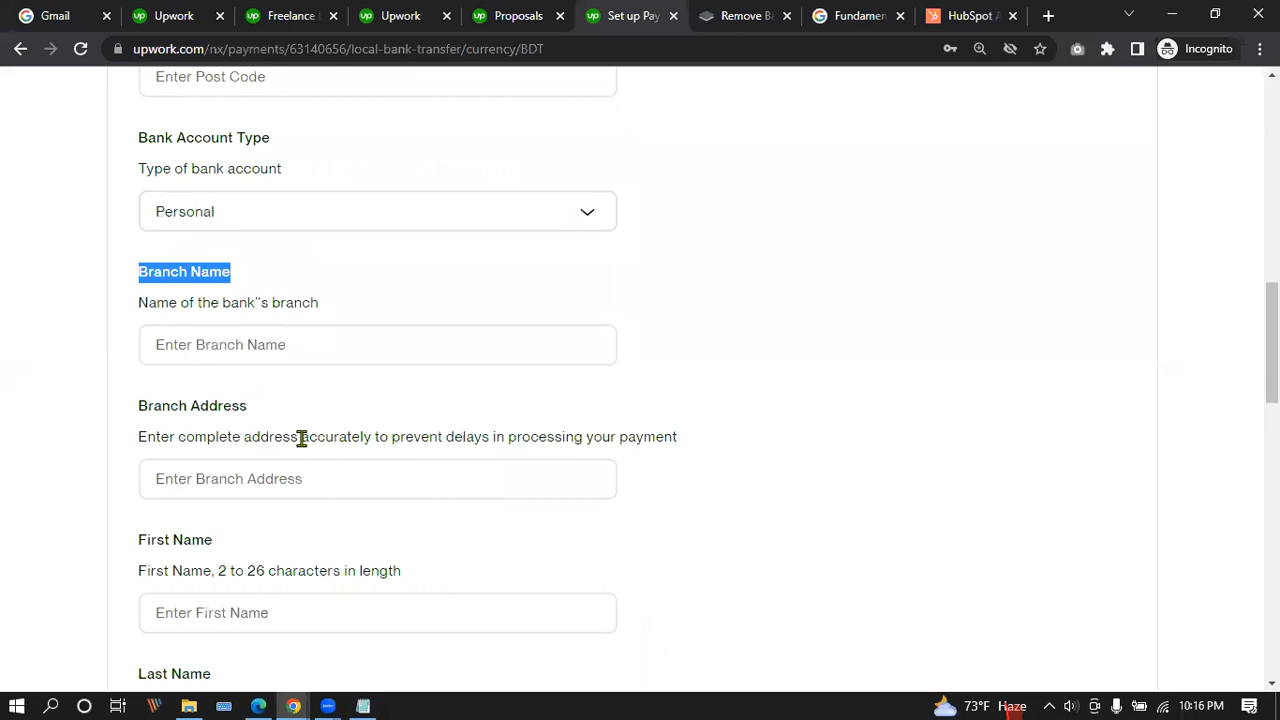 Gmail
Upwork
Freelance
Upwork
Proposals
Set up Pay
Remove Ba
Fundamen
HubSpot
upwork.com/nx/payments/63140656/local-bank-transfer/currency/BDT
Incognito
Enter Post Code
Bank Account Type
Type of bank account
Personal
Branch Name
Name of the bank"s branch
Enter Branch Name
Branch Address
Enter complete address accurately to prevent delays in processing your payment
Enter Branch Address
First Name
First Name, 2 to 26 characters in length
Enter First Name
Last Name
73°F Haze
10:16 PM